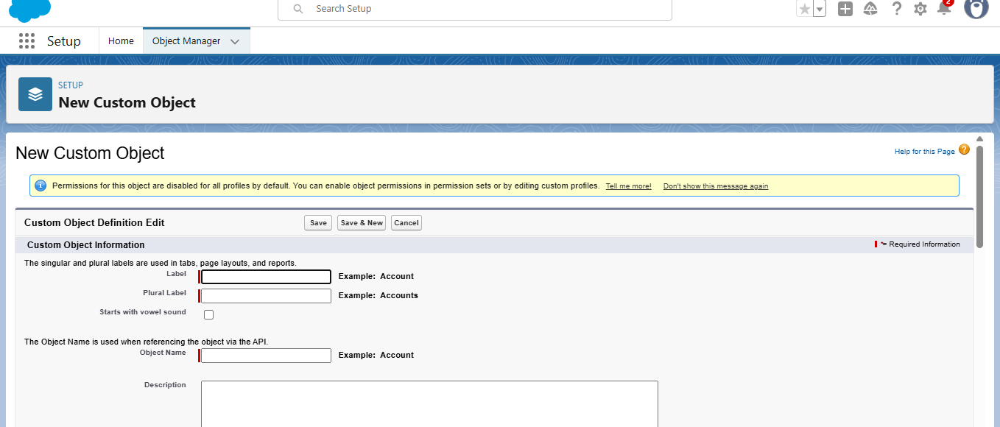 Search Setup
2
Setup
Home
Object Manager
SETUP
New Custom Object
New Custom Object
Help for this Page ?
i Permissions for this object are disabled for all profiles by default. You can enable object permissions in permission sets or by editing custom profiles. Tell me more! Don't show this message again
Custom Object Definition Edit
Save
Save & New
Cancel
Custom Object Information
*= Required Information
The singular and plural labels are used in tabs, page layouts, and reports.
Label Example: Account
Plural Label Example: Accounts
Starts with vowel sound
The Object Name is used when referencing the object via the API.
Object Name Example: Account
Description